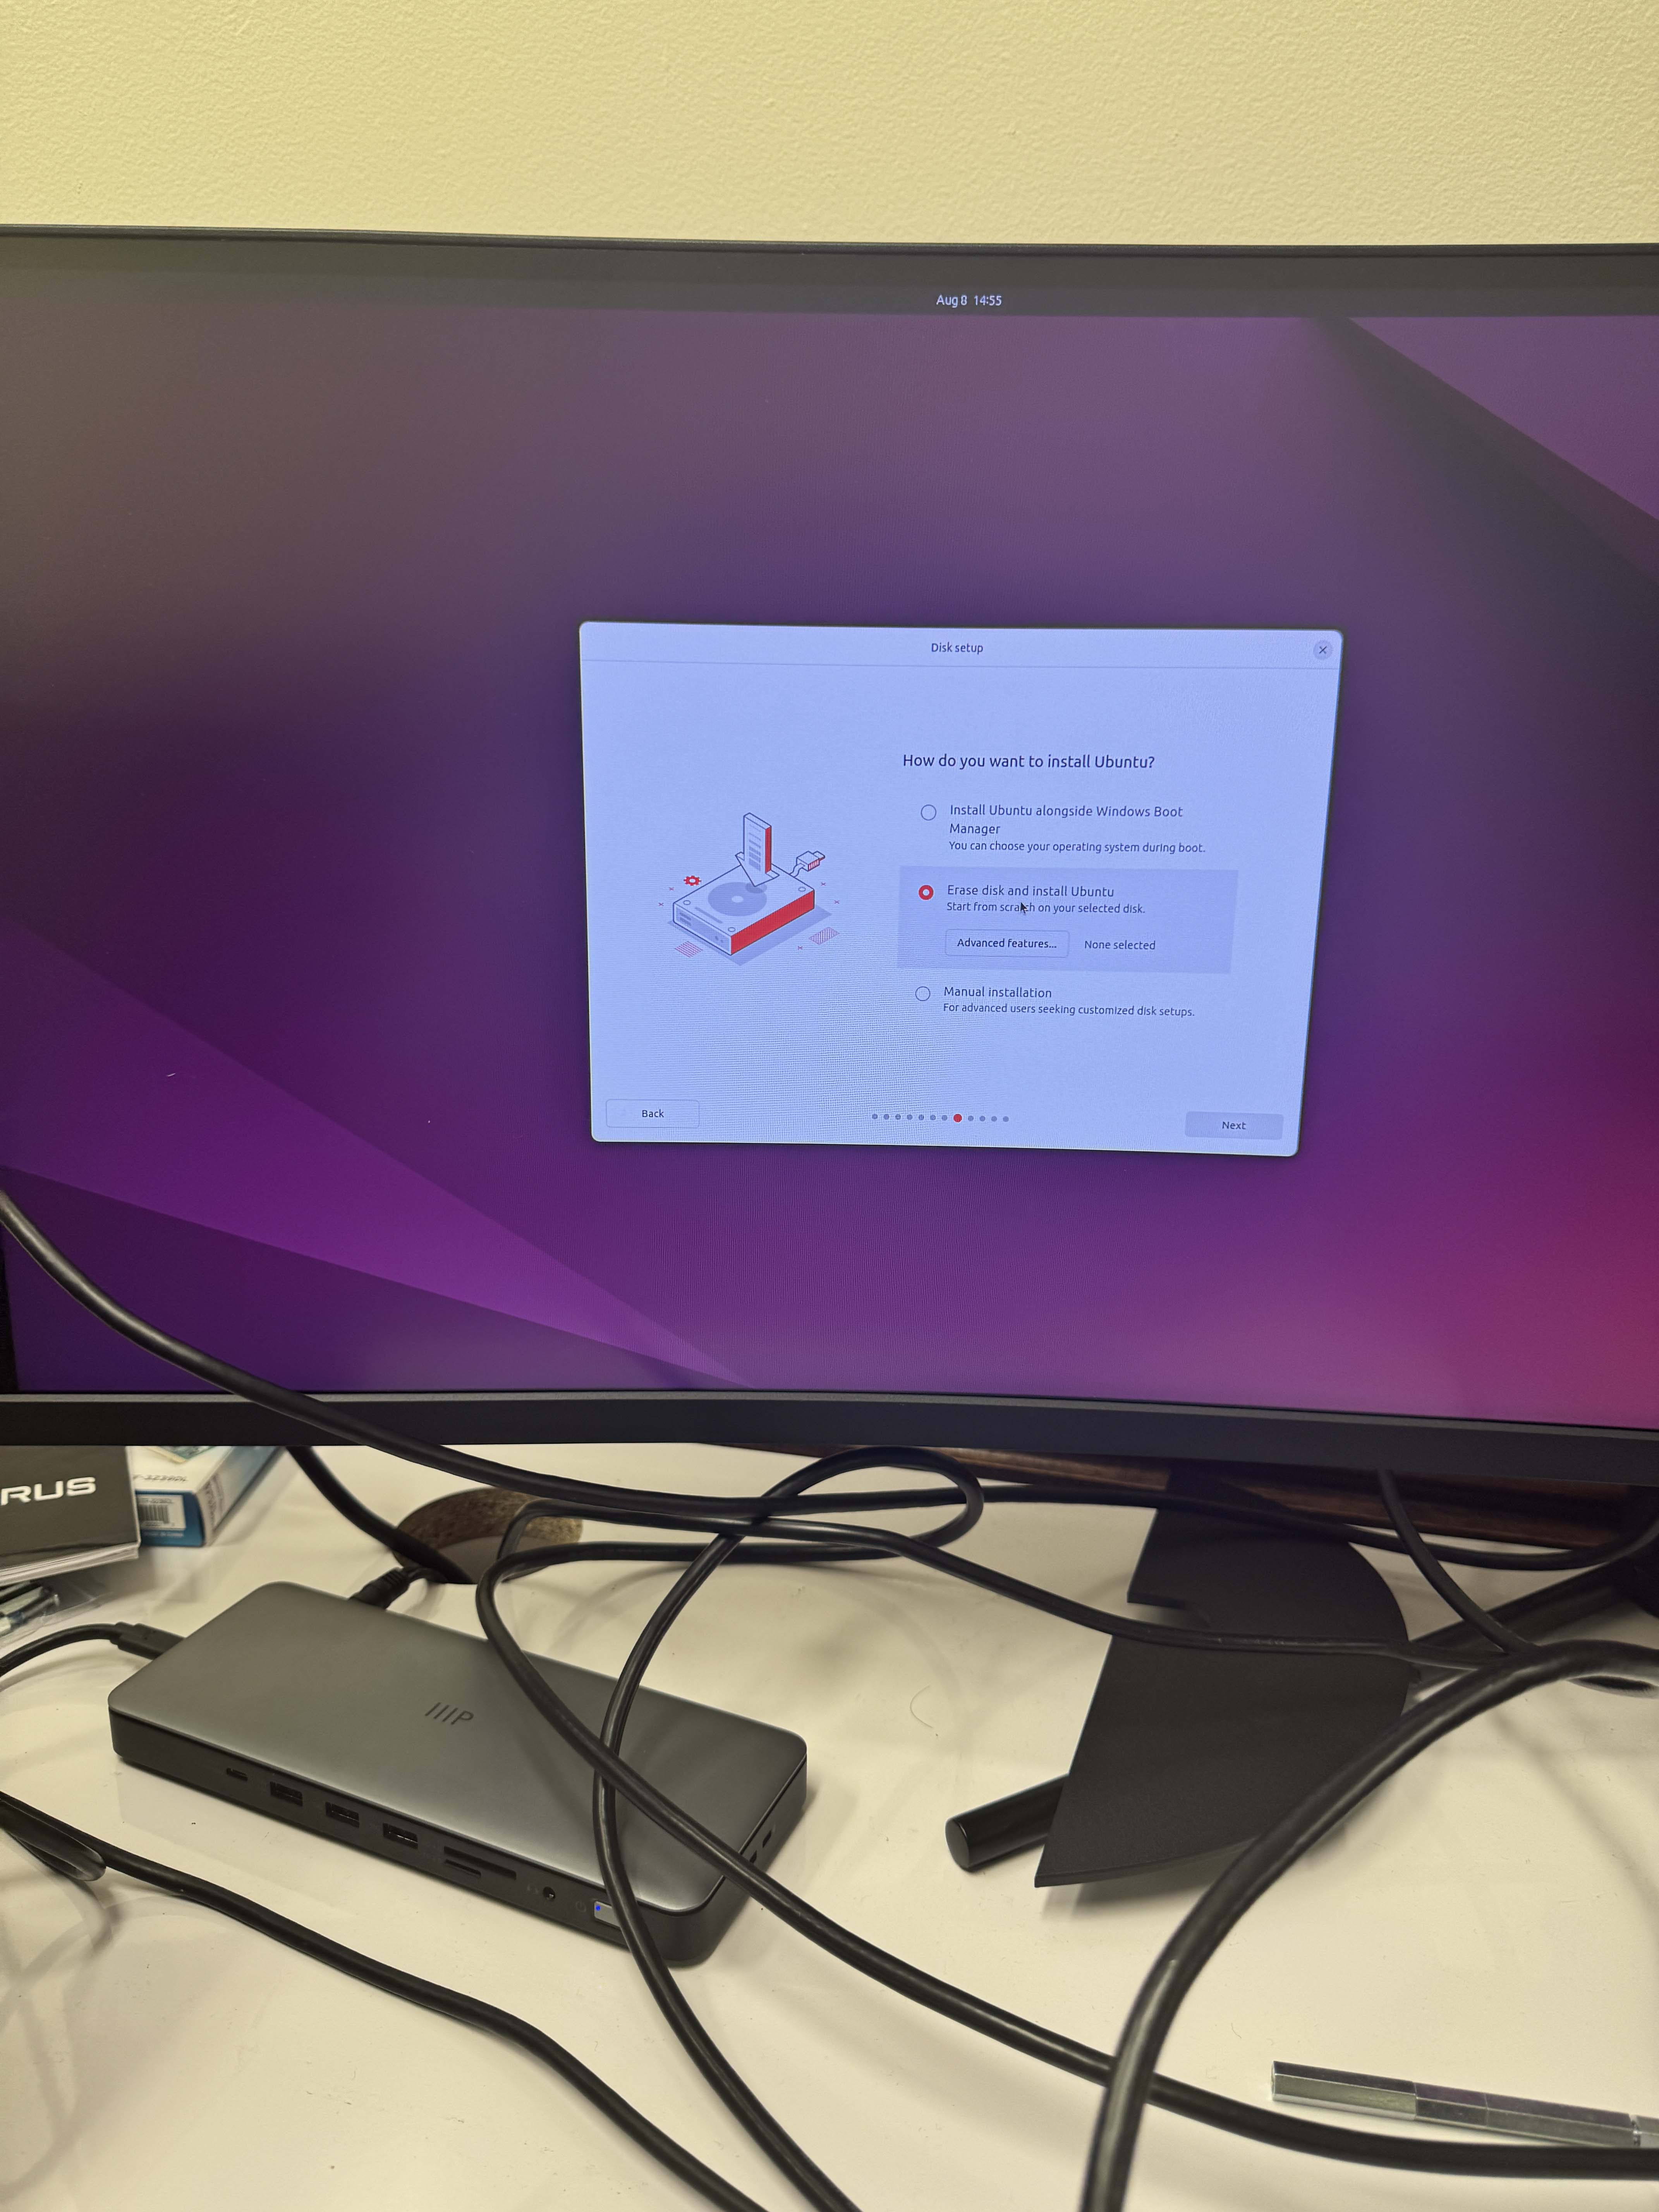 Aug 8 14:55
Disk setup
How do you want to install Ubuntu?
Install Ubuntu alongside Windows Boot
Manager
You can choose your operating system during boot.
Erase disk and install Ubuntu
Start from scratch on your selected disk.
Advanced features...
None selected
Manual installation
For advanced users seeking customized disk setups.
Back
Next
RUS